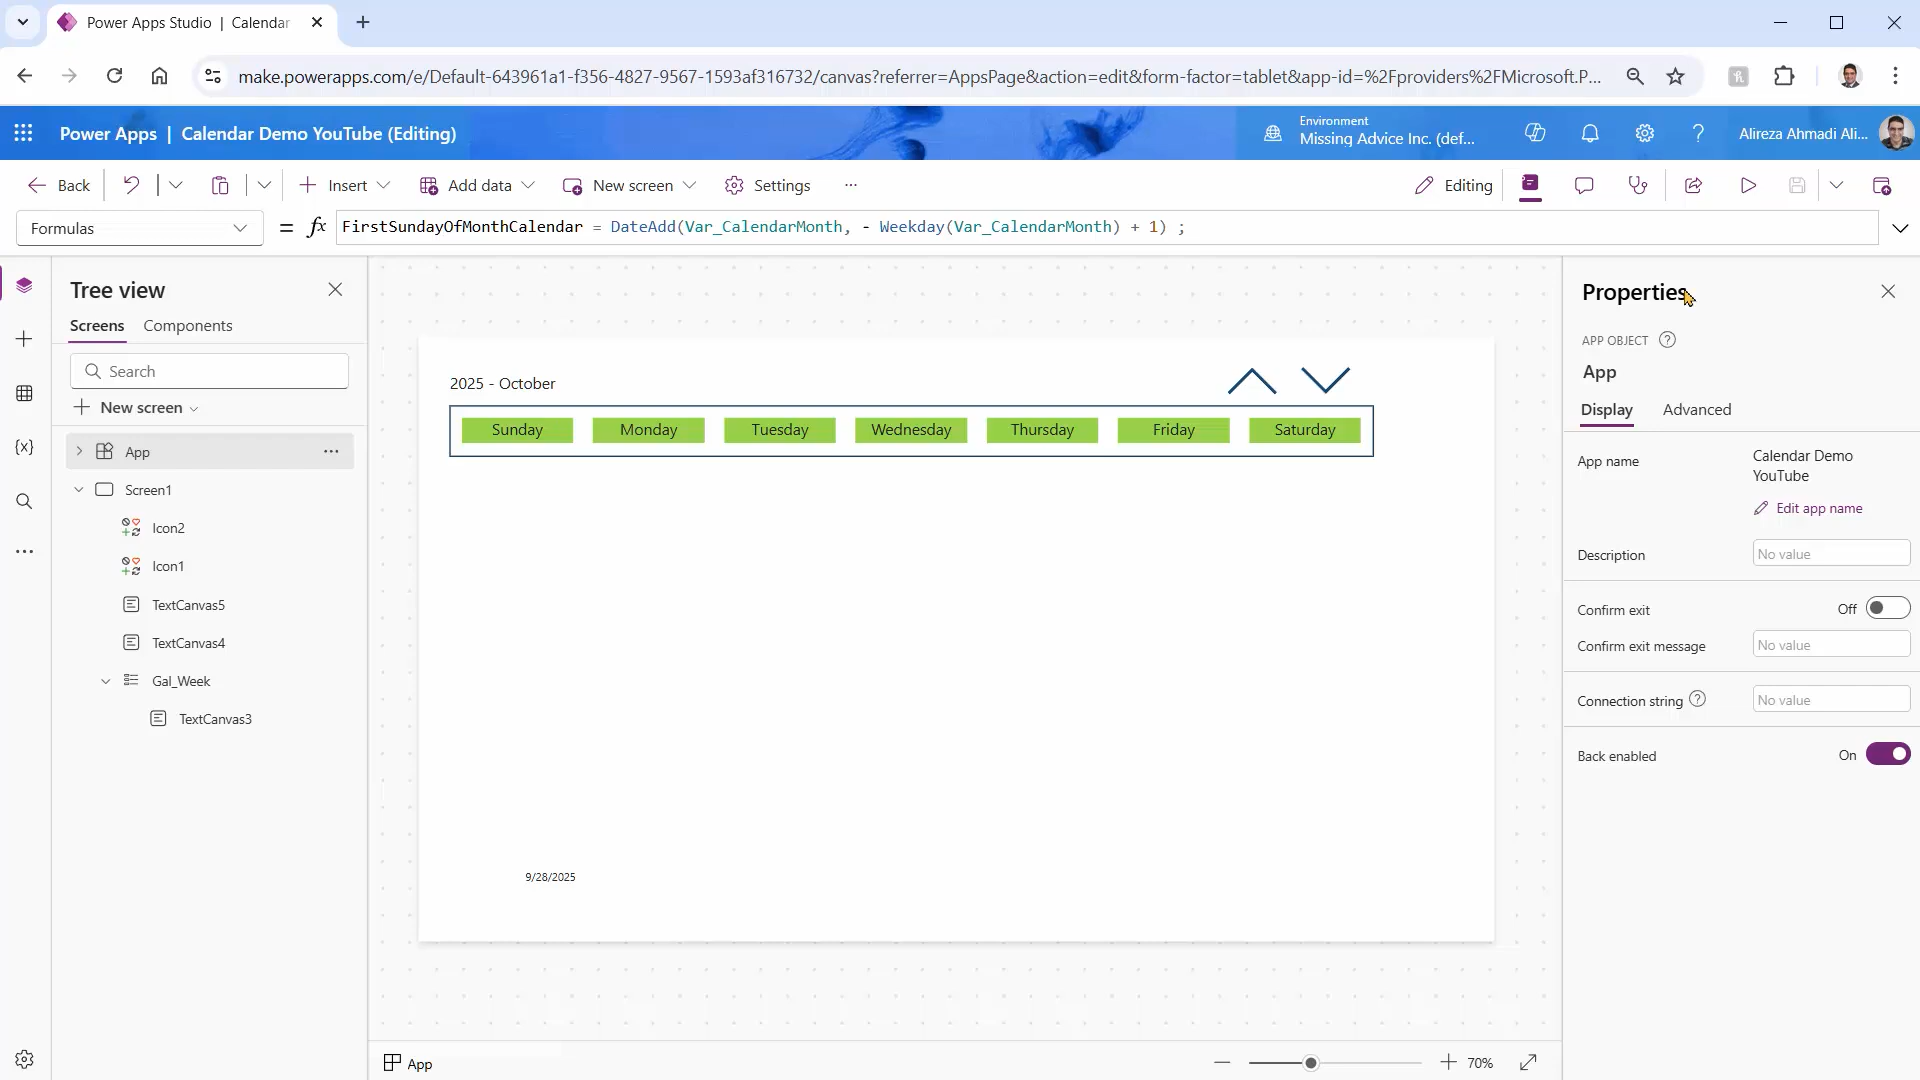 Power Apps Studio | Calendar
make.powerapps.com/e/Default-643961a1-f356-4827-9567-1593af316732/canvas?referrer=AppsPage&action=edit&form-factor=tablet&app-id=%2Fproviders%2FMicrosoft.P...
Power Apps | Calendar Demo YouTube (Editing)
Environment
Missing Advice Inc. (def...
Alireza Ahmadi Ali...
Back
Insert
Add data
New screen
Settings
Editing
Formulas
= fx FirstSundayOfMonthCalendar = DateAdd(Var_CalendarMonth, - Weekday(Var_CalendarMonth) + 1) ;
Tree view
Screens Components
Search
New screen
App
Screen1
Icon2
Icon1
TextCanvas5
TextCanvas4
Gal_Week
TextCanvas3
2025 - October
Sunday Monday Tuesday Wednesday Thursday Friday Saturday
9/28/2025
App
70%
Properties
APP OBJECT
App
Display Advanced
App name Calendar Demo
YouTube
Edit app name
Description No value
Confirm exit Off
Confirm exit message No value
Connection string No value
Back enabled On